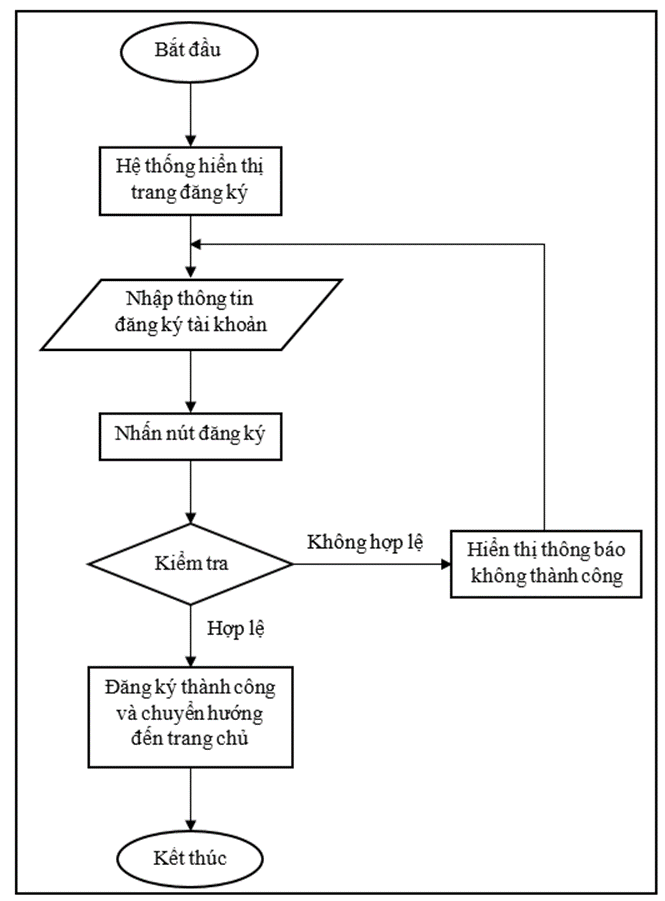 Bắt đầu
Hệ thống hiển thị
trang đăng ký
Nhập thông tin
đăng ký tài khoản
Nhấn nút đăng ký
Kiểm tra
Không hợp lệ
Hiển thị thông báo
không thành công
Hợp lệ
Đăng ký thành công
và chuyển hướng
đến trang chủ
Kết thúc